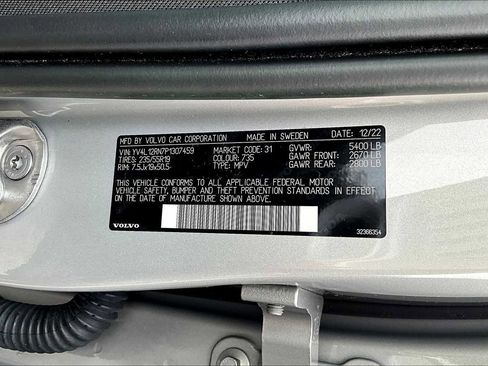 MFD BY VOLVO CAR CORPORATION MADE IN SWEDEN 12/22
VIN: YV4L12RN7P1307459 MARKET CODE: 31 GVWR: 5400 LB
TIRES: 235/55R19 COLOUR: 735 GAWR FRONT: 2670 LB
RIM: 7.5Jx19x50.5 TYPE: MPV GAWR REAR: 2800 LB
THIS VEHICLE CONFORMS TO ALL APPLICABLE FEDERAL MOTOR
VEHICLE SAFETY, BUMPER AND THEFT PREVENTION STANDARDS IN EFFECT ON
DATE OF MANUFACTURE SHOWN ABOVE.
VOLVO 32366354